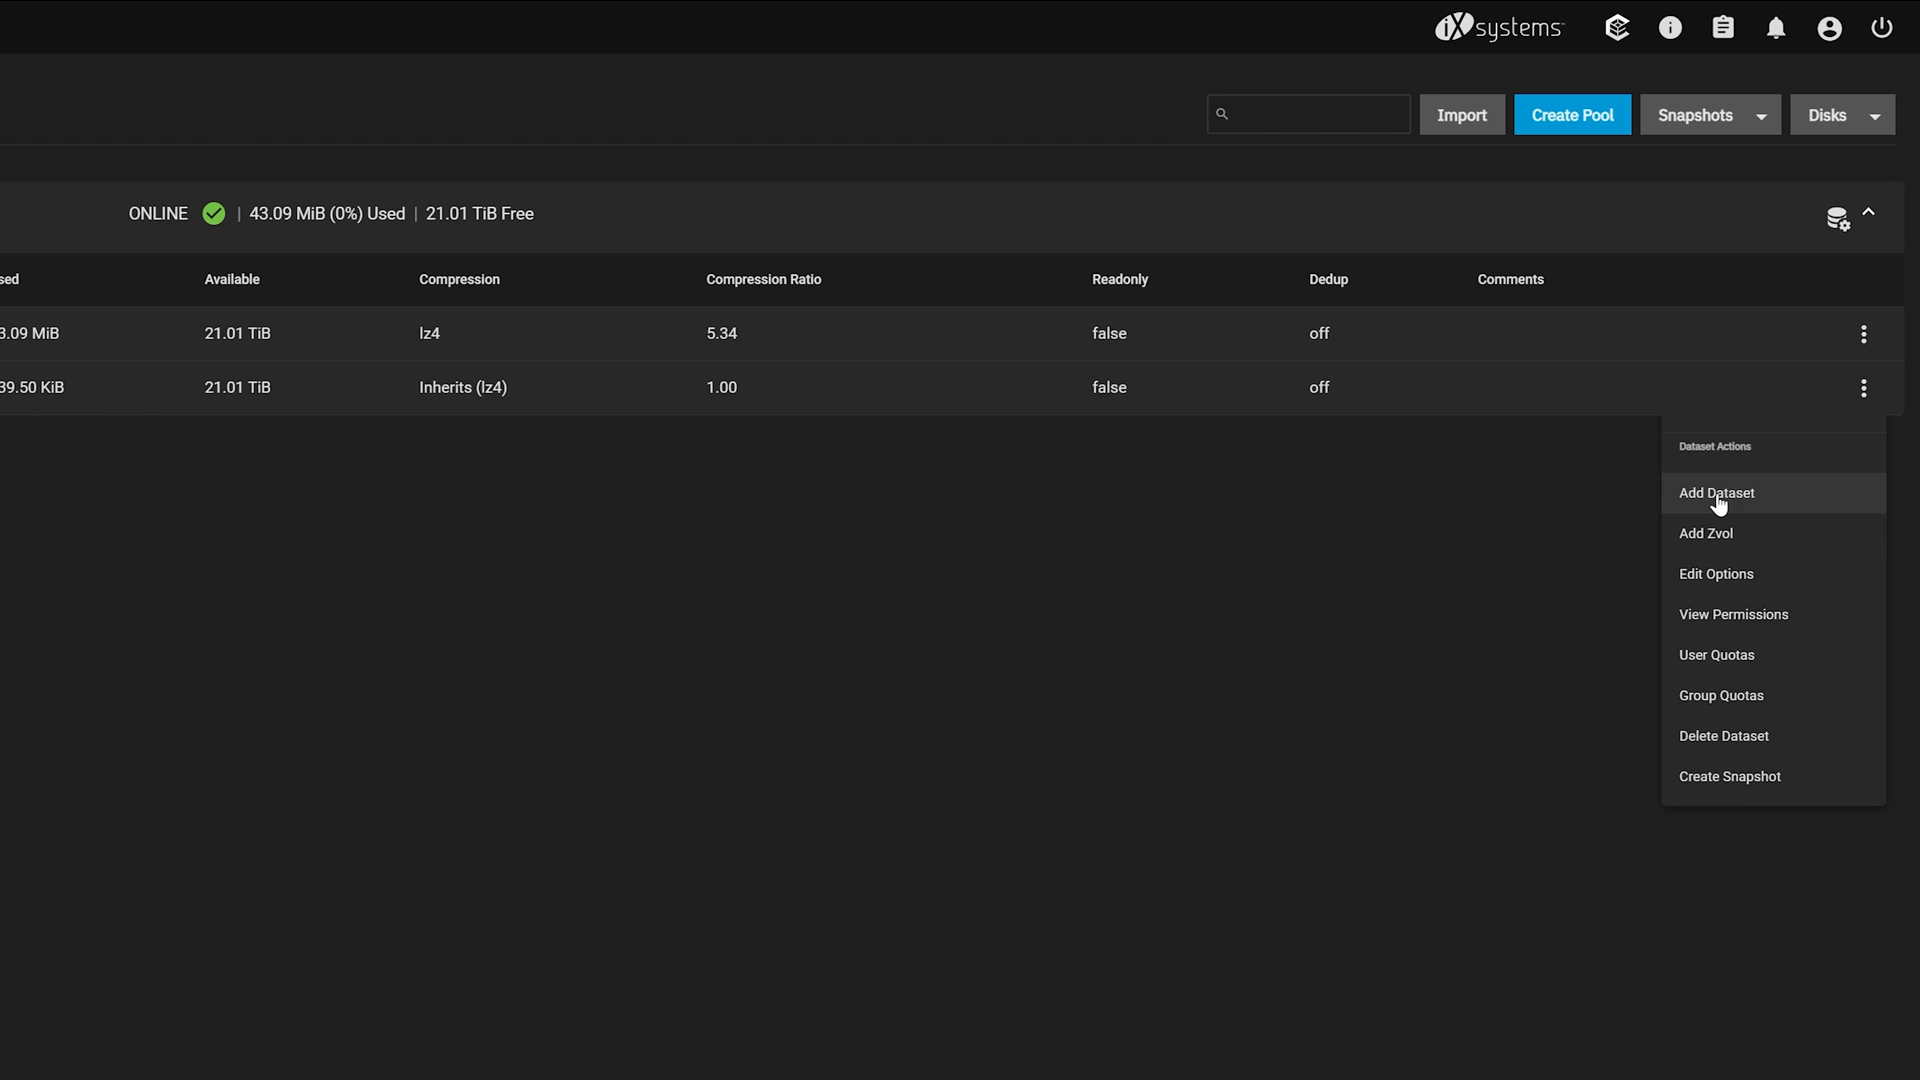 iXsystems
Import
Create Pool
Snapshots
Disks
ONLINE | 43.09 MiB (0%) Used | 21.01 TiB Free
sed Available Compression Compression Ratio Readonly Dedup Comments
3.09 MiB 21.01 TiB lz4 5.34 false off
39.50 KiB 21.01 TiB Inherits (lz4) 1.00 false off
Dataset Actions
Add Dataset
Add Zvol
Edit Options
View Permissions
User Quotas
Group Quotas
Delete Dataset
Create Snapshot